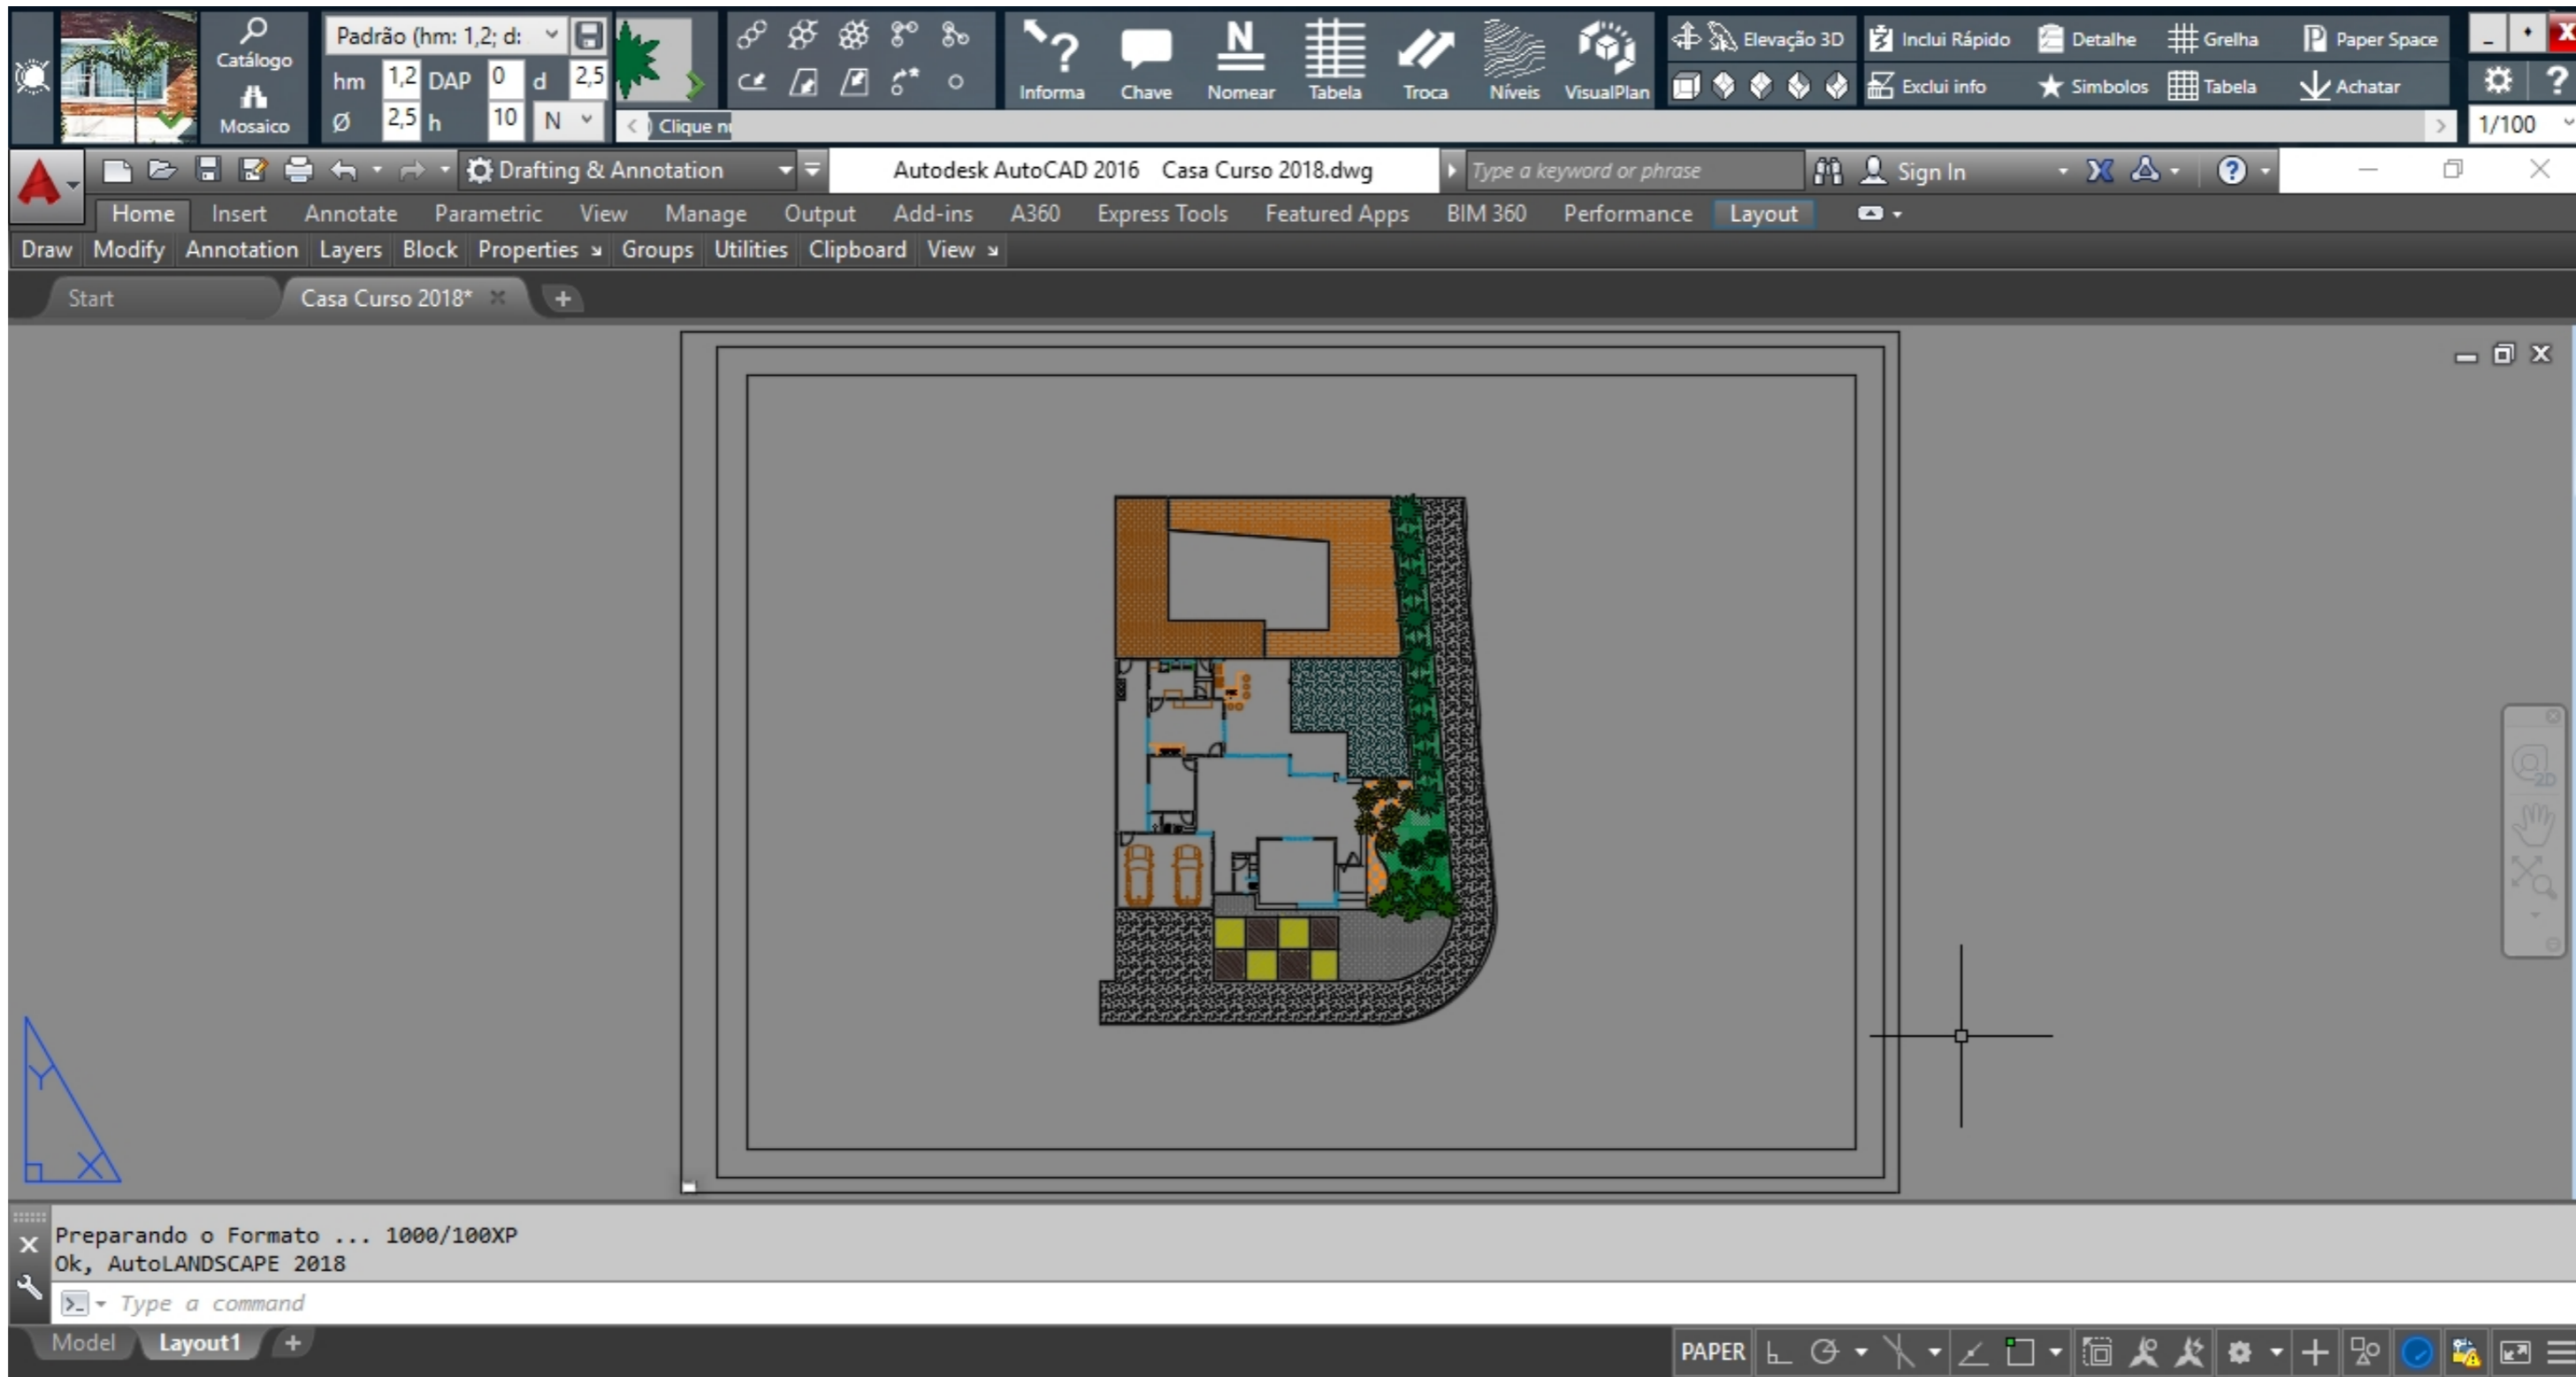 Catálogo
Mosaico
Padrão (hm: 1,2; d:
hm 1,2 DAP 0 d 2,5
Ø 2,5 h 10 N
Clique n
Informa Chave Nomear Tabela Troca Níveis VisualPlan
Elevação 3D
Inclui Rápido Detalhe Grelha Paper Space
Exclui info Simbolos Tabela Achatar
1/100
Drafting & Annotation
Autodesk AutoCAD 2016 Casa Curso 2018.dwg
Type a keyword or phrase
Sign In
Home Insert Annotate Parametric View Manage Output Add-ins A360 Express Tools Featured Apps BIM 360 Performance Layout
Draw Modify Annotation Layers Block Properties Groups Utilities Clipboard View
Start Casa Curso 2018*
2D
Y
X
Preparando o Formato ... 1000/100XP
Ok, AutoLANDSCAPE 2018
Type a command
Model Layout1
PAPER